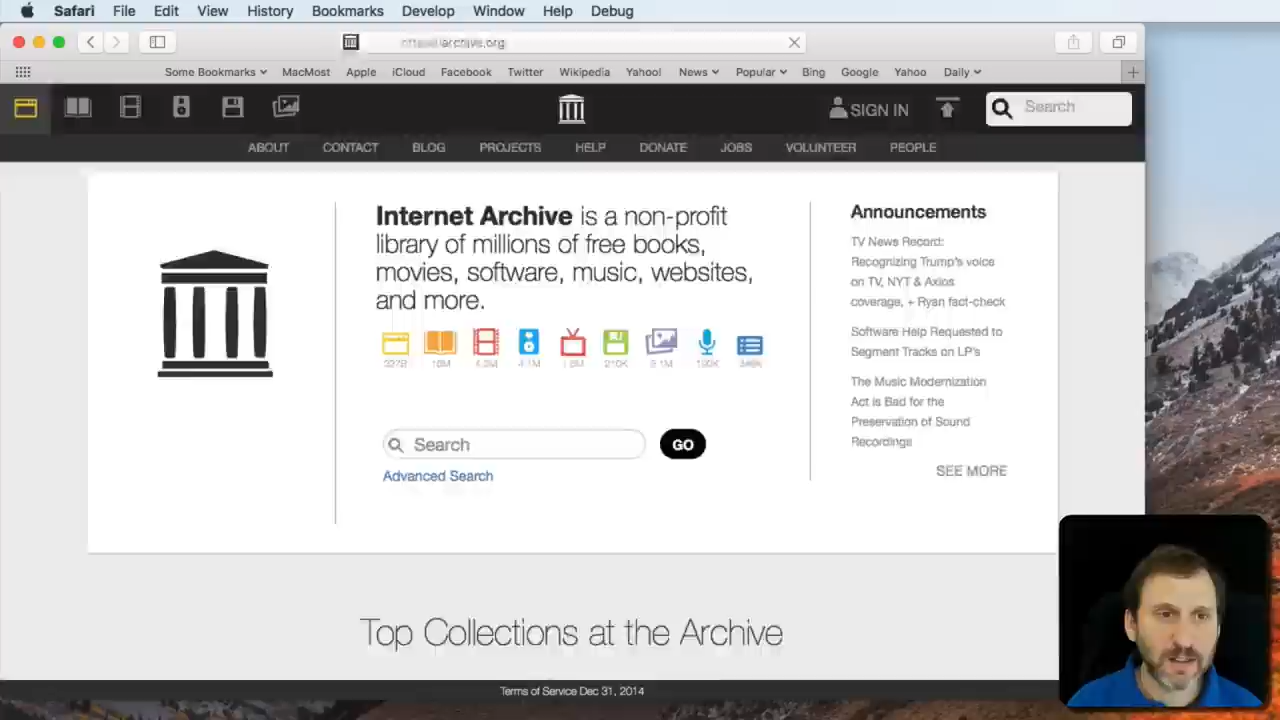 Safari File Edit View History Bookmarks Develop Window Help Debug
archive.org
Some Bookmarks MacMost Apple iCloud Facebook Twitter Wikipedia Yahoo! News Popular Bing Google Yahoo Daily
SIGN IN Search
ABOUT CONTACT BLOG PROJECTS HELP DONATE JOBS VOLUNTEER PEOPLE
Internet Archive is a non-profit
library of millions of free books,
movies, software, music, websites,
and more.
Search GO
Advanced Search
Announcements
TV News Record:
Recognizing Trump's voice
on TV, NYT & Axios
coverage, + Ryan fact-check
Software Help Requested to
Segment Tracks on LP's
The Music Modernization
Act is Bad for the
Preservation of Sound
Recordings
SEE MORE
Top Collections at the Archive
Terms of Service Dec 31, 2014